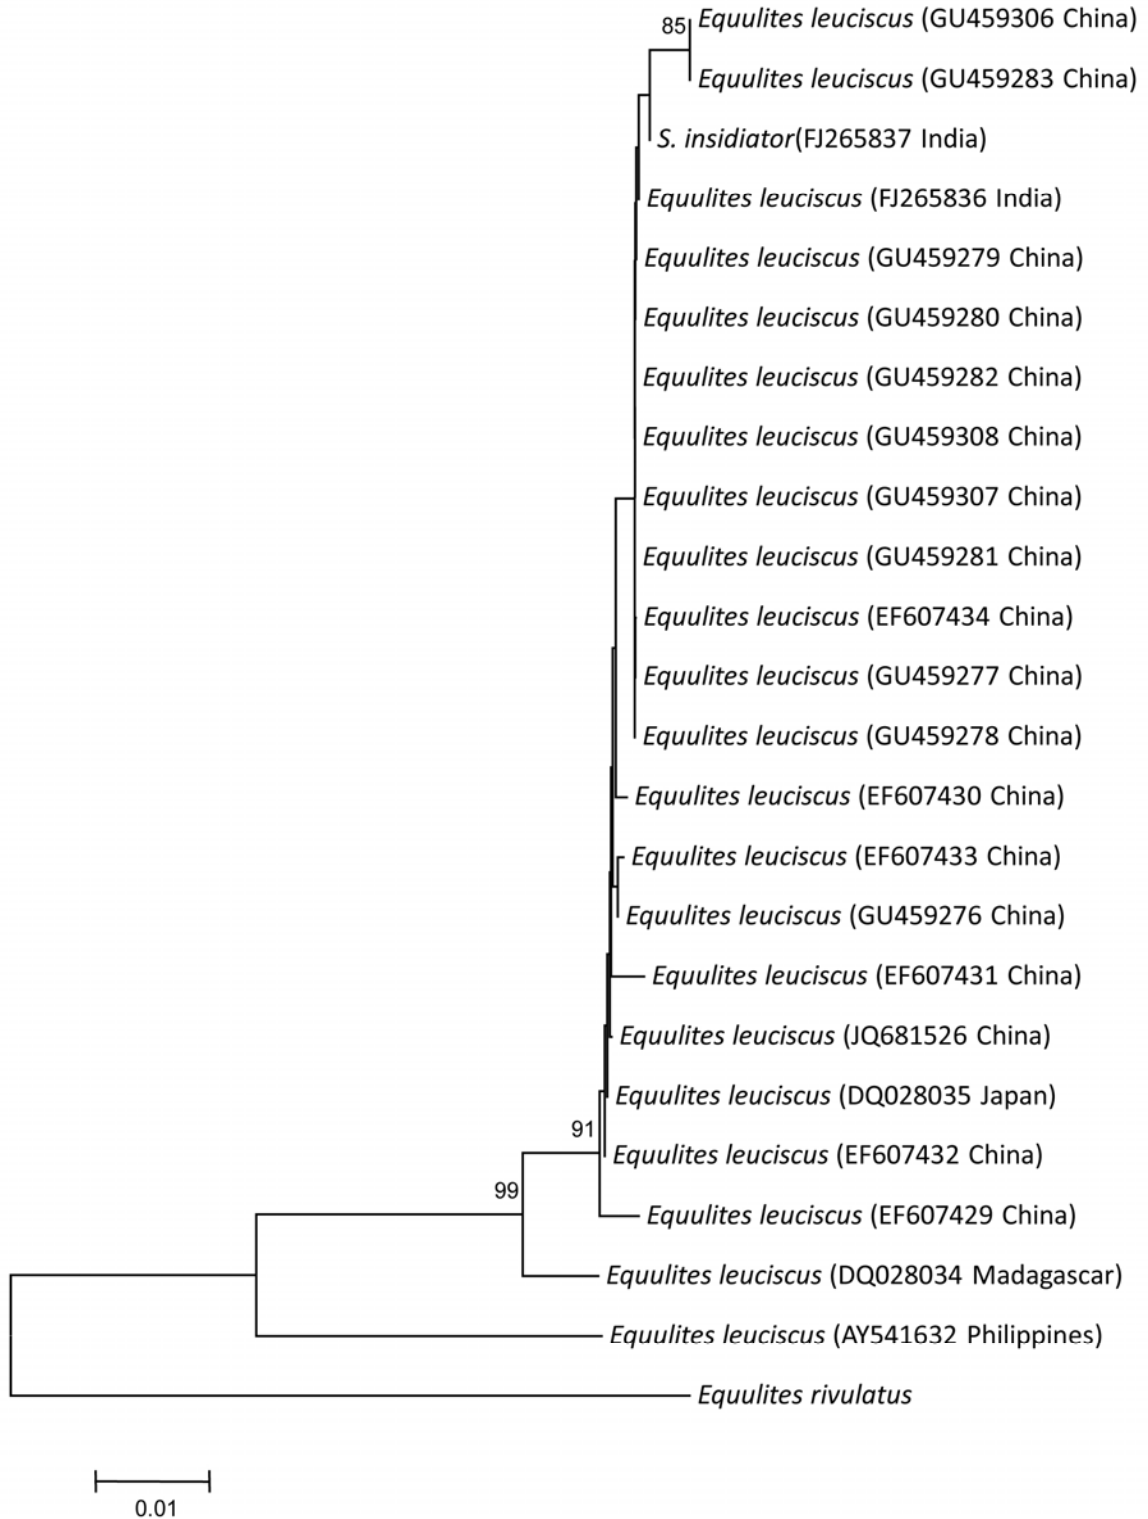 85
Equulites leuciscus (GU459306 China)
Equulites leuciscus (GU459283 China)
S. insidiator(FJ265837 India)
Equulites leuciscus (FJ265836 India)
Equulites leuciscus (GU459279 China)
Equulites leuciscus (GU459280 China)
Equulites leuciscus (GU459282 China)
Equulites leuciscus (GU459308 China)
Equulites leuciscus (GU459307 China)
Equulites leuciscus (GU459281 China)
Equulites leuciscus (EF607434 China)
Equulites leuciscus (GU459277 China)
Equulites leuciscus (GU459278 China)
Equulites leuciscus (EF607430 China)
Equulites leuciscus (EF607433 China)
Equulites leuciscus (GU459276 China)
Equulites leuciscus (EF607431 China)
Equulites leuciscus (JQ681526 China)
Equulites leuciscus (DQ028035 Japan)
91
Equulites leuciscus (EF607432 China)
99
Equulites leuciscus (EF607429 China)
Equulites leuciscus (DQ028034 Madagascar)
Equulites leuciscus (AY541632 Philippines)
Equulites rivulatus
0.01